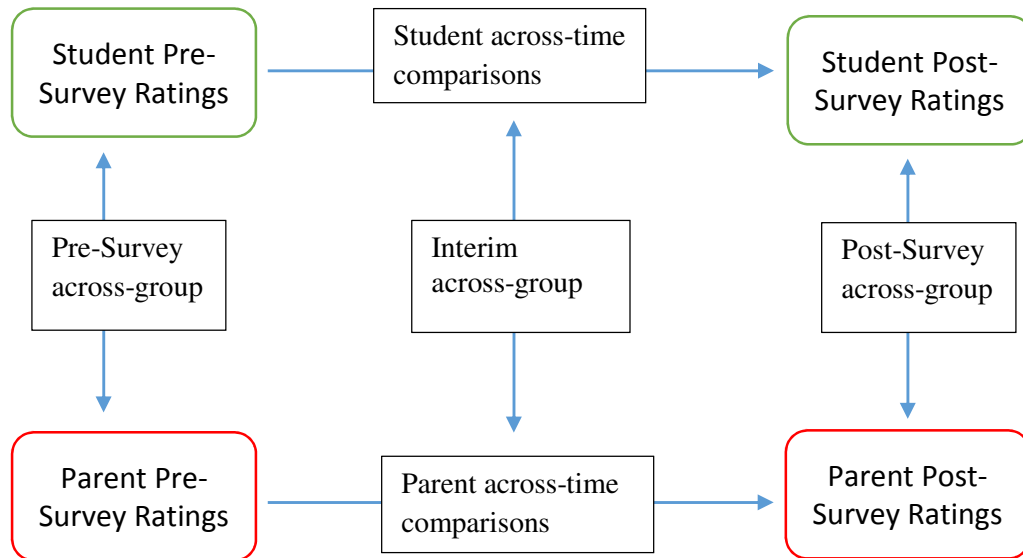 Student Pre-
Survey Ratings
Student across-time
comparisons
Student Post-
Survey Ratings
Pre-Survey
across-group
Interim
across-group
Post-Survey
across-group
Parent Pre-
Survey Ratings
Parent across-time
comparisons
Parent Post-
Survey Ratings